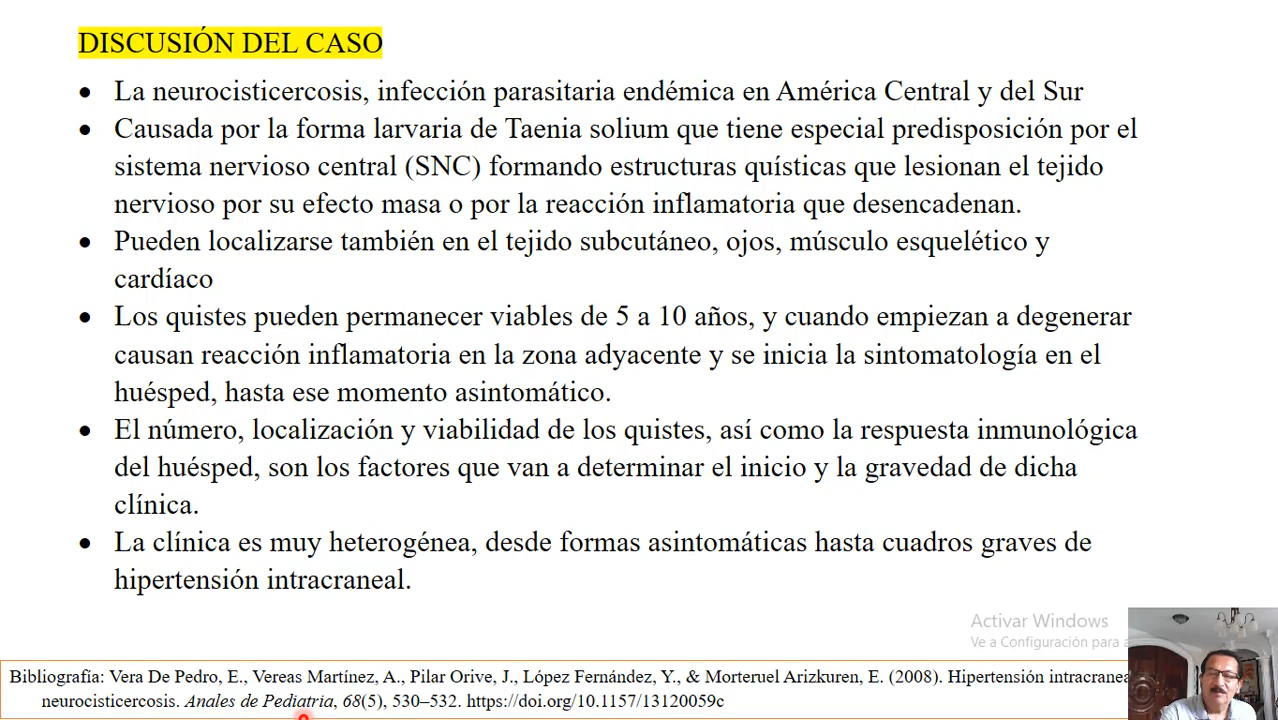 DISCUSIÓN DEL CASO
• La neurocisticercosis, infección parasitaria endémica en América Central y del Sur
• Causada por la forma larvaria de Taenia solium que tiene especial predisposición por el
sistema nervioso central (SNC) formando estructuras quísticas que lesionan el tejido
nervioso por su efecto masa o por la reacción inflamatoria que desencadenan.
• Pueden localizarse también en el tejido subcutáneo, ojos, músculo esquelético y
cardíaco
• Los quistes pueden permanecer viables de 5 a 10 años, y cuando empiezan a degenerar
causan reacción inflamatoria en la zona adyacente y se inicia la sintomatología en el
huésped, hasta ese momento asintomático.
• El número, localización y viabilidad de los quistes, así como la respuesta inmunológica
del huésped, son los factores que van a determinar el inicio y la gravedad de dicha
clínica.
• La clínica es muy heterogénea, desde formas asintomáticas hasta cuadros graves de
hipertensión intracraneal.
Activar Windows
Ve a Configuración para
Bibliografía: Vera De Pedro, E., Vereas Martínez, A., Pilar Orive, J., López Fernández, Y., & Morteruel Arizkuren, E. (2008). Hipertensión intracranea
neurocisticercosis. Anales de Pediatria, 68(5), 530–532. https://doi.org/10.1157/13120059c